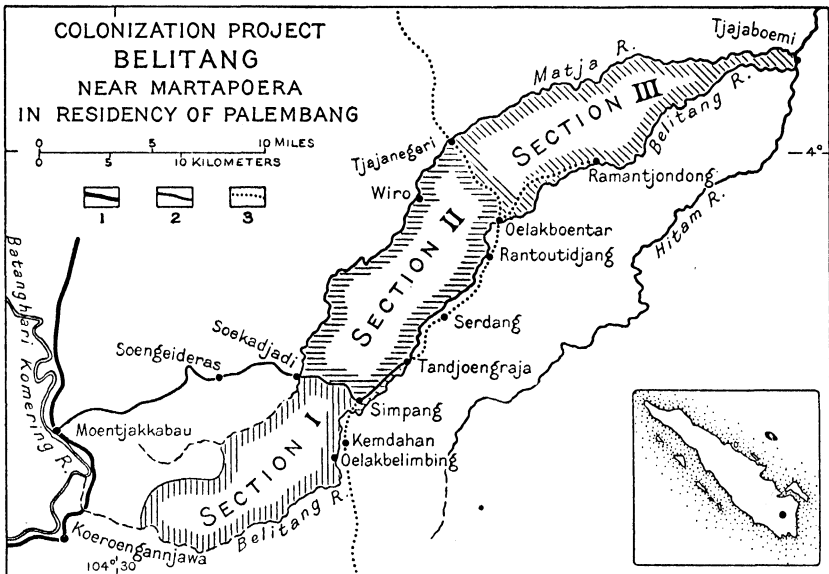 COLONIZATION PROJECT
BELITANG
NEAR MARTAPOERA
IN RESIDENCY OF PALEMBANG
0 5 10 MILES
0 5 10 KILOMETERS
1 2 3
Tjajaboemi
Matja R.
SECTION III
Belitang R.
4°
Tjajanegeri
Ramantjondong
Wiro
Hitam R.
SECTION II
Oelakboentar
Rantoutidjang
Batanghari Komering R.
Serdang
Soekadjadi
Soengeideras
Tandjoengraja
Simpang
Moentjakkabau
Kemdahan
SECTION I
Oelakbelimbing
Belitang R.
Koeroengannjawa
104°,30